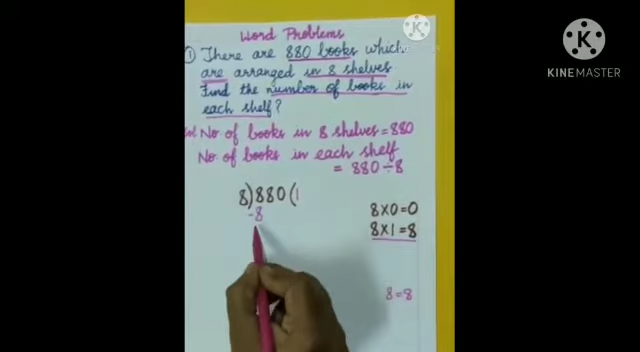 Word Problems
① There are 880 books which
are arranged in 8 shelves
Find the number of books in
each shelf?
Sol No of books in 8 shelves = 880
No. of books in each shelf
= 880 ÷ 8
8)880(1
-8
8×0=0
8×1=8
8=8
K
KINEMASTER
K
KINEMASTER